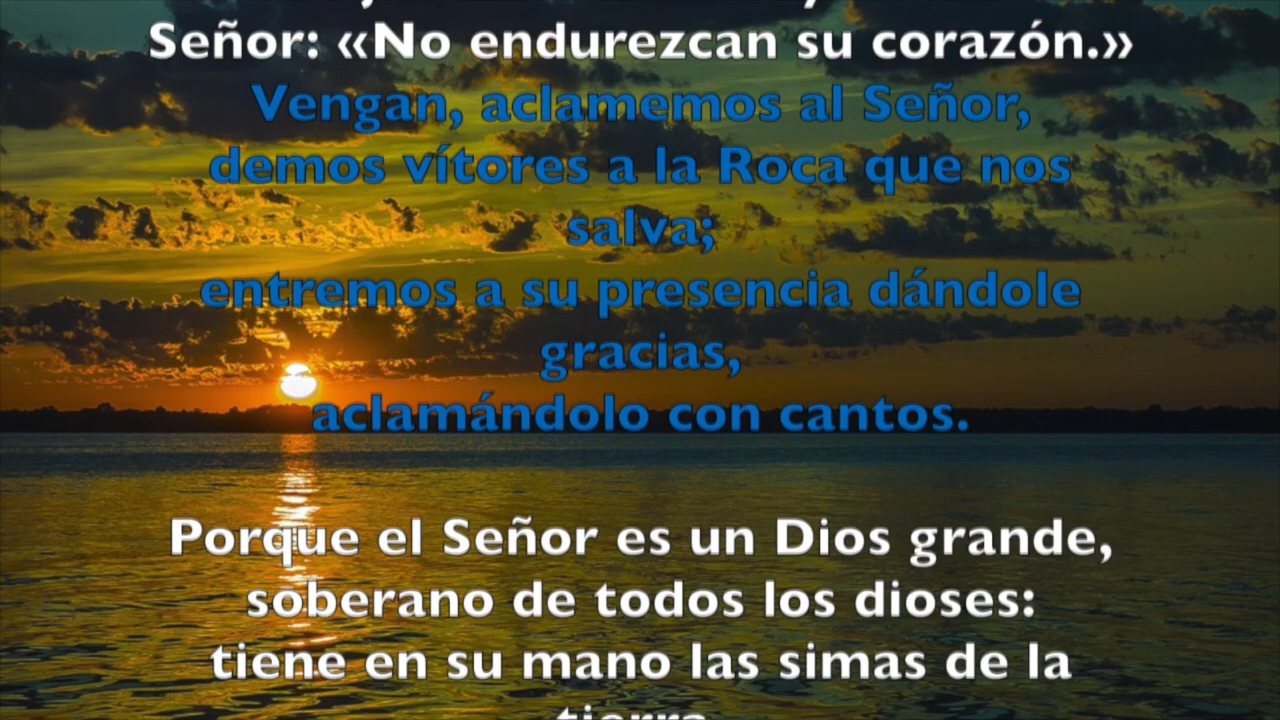 Señor: «No endurezcan su corazón.»
Vengan, aclamemos al Señor,
demos vítores a la Roca que nos
salva;
entremos a su presencia dándole
gracias,
aclamándolo con cantos.
Porque el Señor es un Dios grande,
soberano de todos los dioses:
tiene en su mano las simas de la
tierra